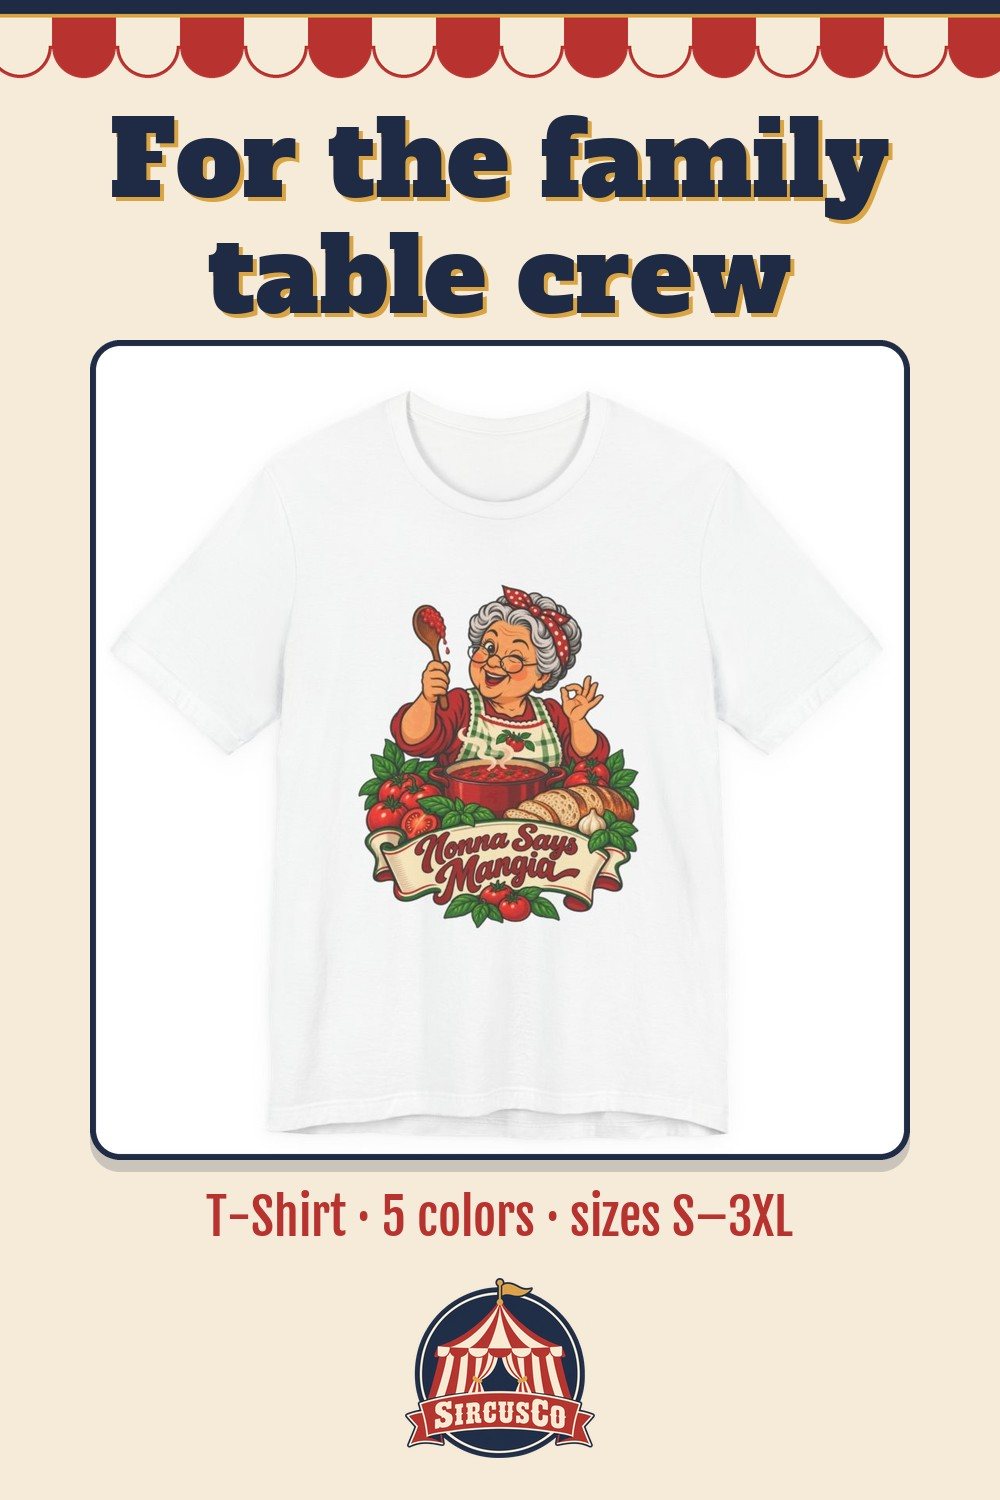 For the family
table crew
Nonna Says
Mangia
T-Shirt · 5 colors · sizes S–3XL
SircusCo